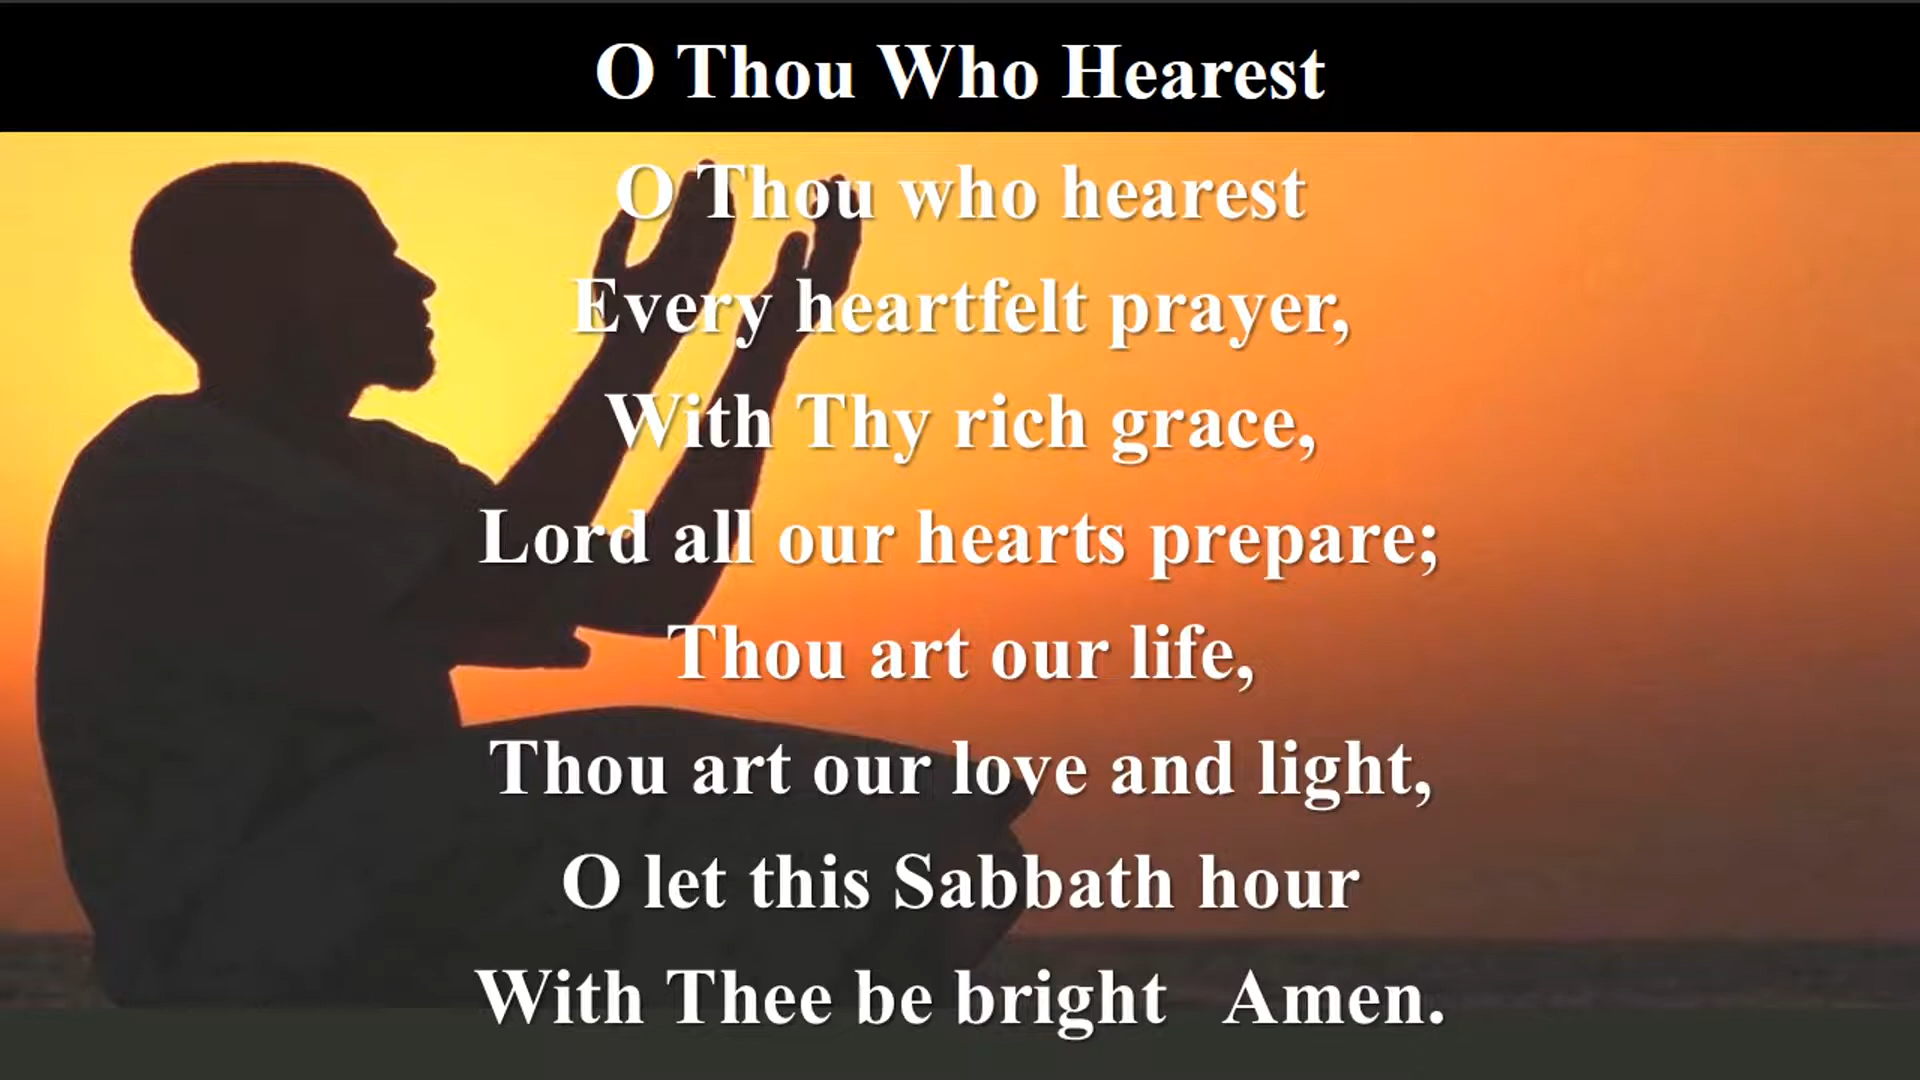 O Thou Who Hearest
O Thou who hearest
Every heartfelt prayer,
With Thy rich grace,
Lord all our hearts prepare;
Thou art our life,
Thou art our love and light,
O let this Sabbath hour
With Thee be bright   Amen.